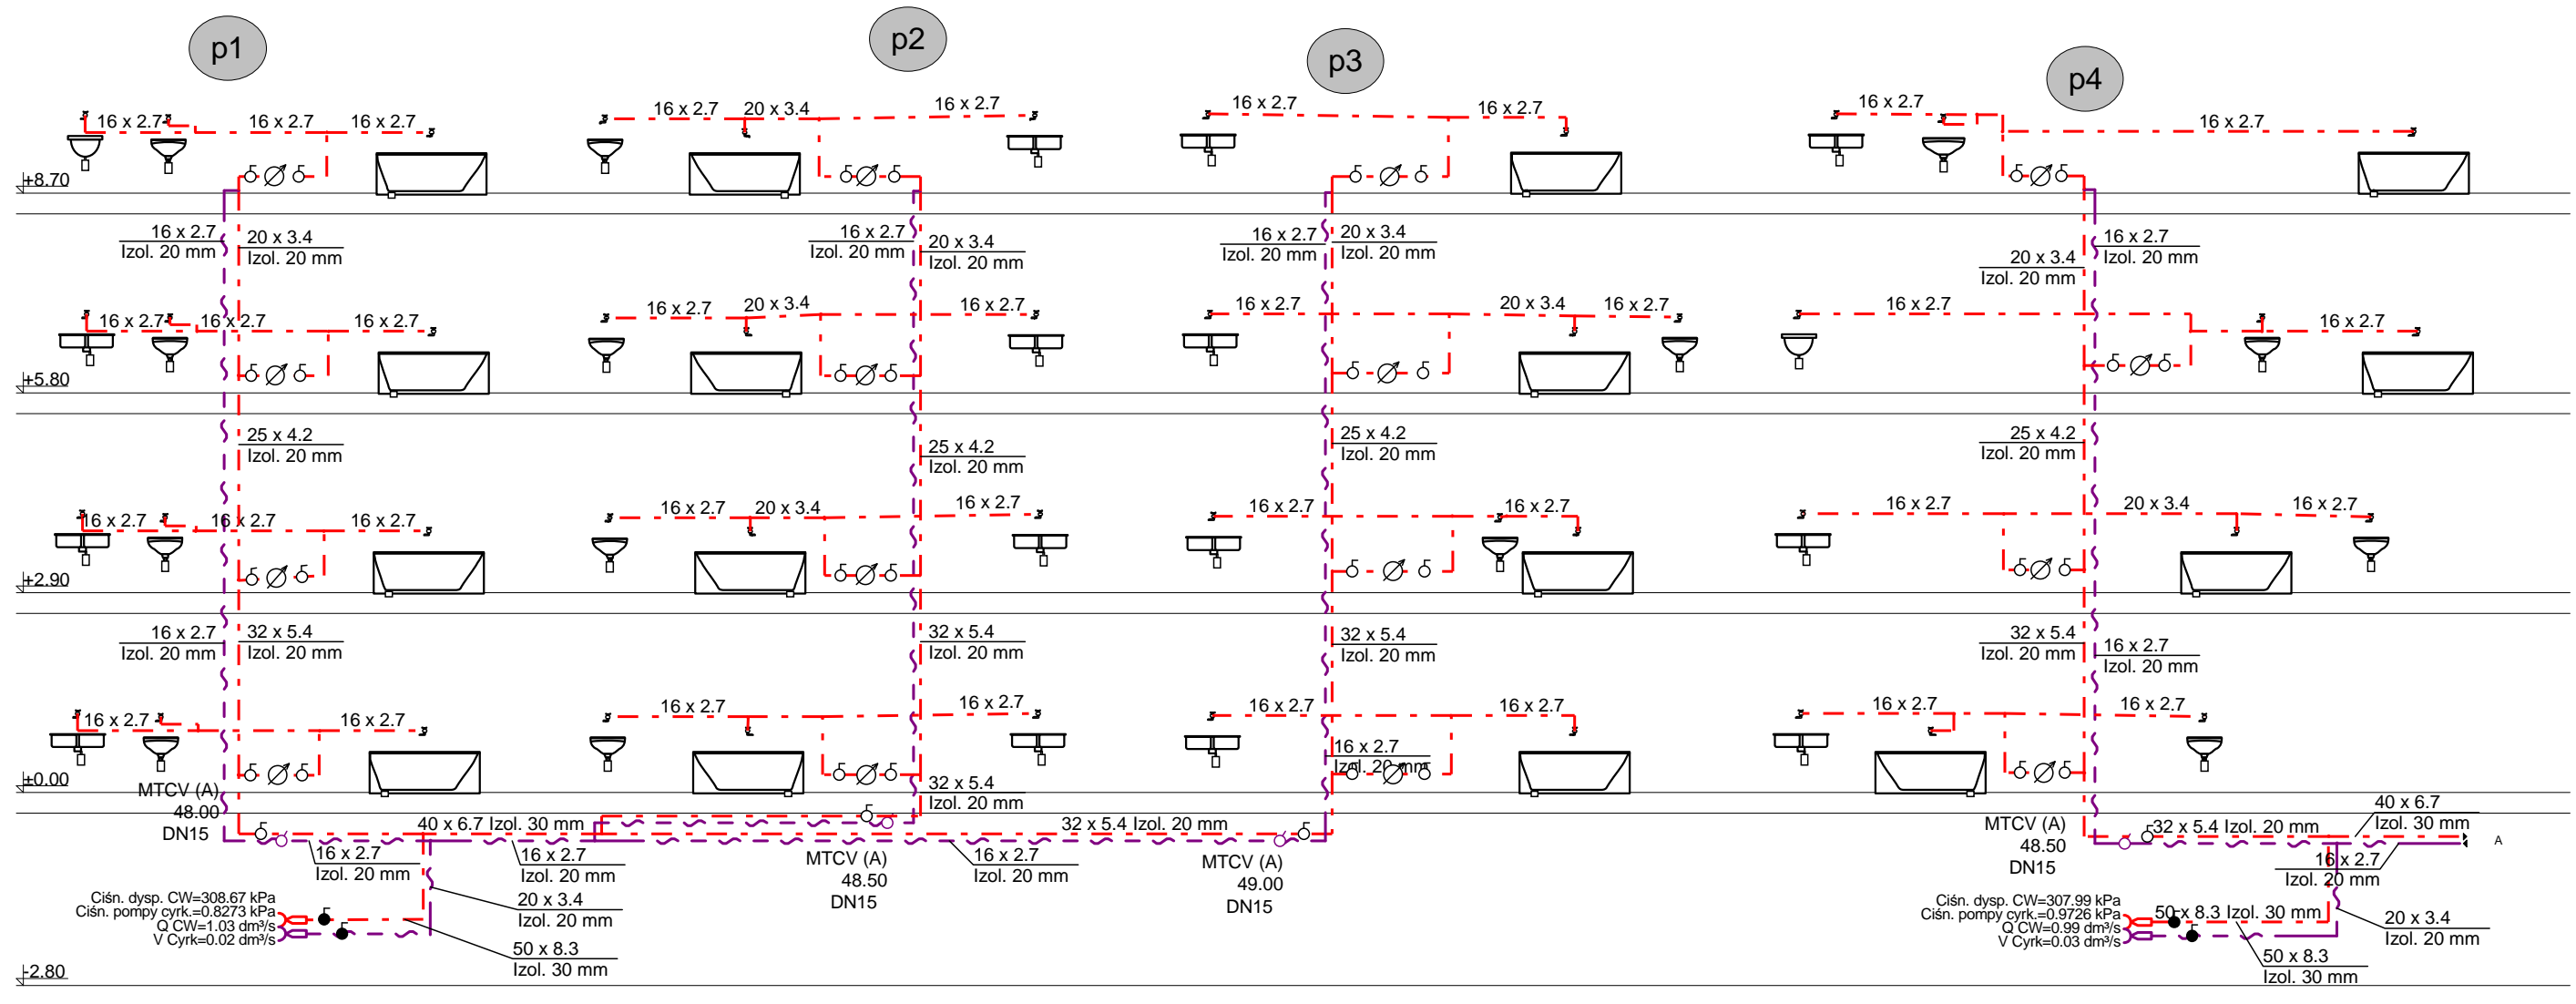 p1
p2
p3
p4
16 x 2.7 16 x 2.7 16 x 2.7
16 x 2.7 20 x 3.4 16 x 2.7
16 x 2.7 16 x 2.7
16 x 2.7 16 x 2.7
+8.70
16 x 2.7
Izol. 20 mm
20 x 3.4
Izol. 20 mm
16 x 2.7
Izol. 20 mm
20 x 3.4
Izol. 20 mm
16 x 2.7
Izol. 20 mm
20 x 3.4
Izol. 20 mm
20 x 3.4
Izol. 20 mm
16 x 2.7
Izol. 20 mm
16 x 2.7 16 x 2.7 16 x 2.7
16 x 2.7 20 x 3.4 16 x 2.7
16 x 2.7 20 x 3.4 16 x 2.7
16 x 2.7 16 x 2.7
+5.80
25 x 4.2
Izol. 20 mm
25 x 4.2
Izol. 20 mm
25 x 4.2
Izol. 20 mm
25 x 4.2
Izol. 20 mm
16 x 2.7 16 x 2.7 16 x 2.7
16 x 2.7 20 x 3.4 16 x 2.7
16 x 2.7 16 x 2.7
16 x 2.7 20 x 3.4 16 x 2.7
+2.90
16 x 2.7
Izol. 20 mm
32 x 5.4
Izol. 20 mm
32 x 5.4
Izol. 20 mm
32 x 5.4
Izol. 20 mm
32 x 5.4
Izol. 20 mm
16 x 2.7
Izol. 20 mm
16 x 2.7 16 x 2.7
16 x 2.7 16 x 2.7
16 x 2.7 16 x 2.7
16 x 2.7 16 x 2.7
16 x 2.7
Izol. 20 mm
±0.00
MTCV (A)
48.00
DN15
32 x 5.4
Izol. 20 mm
40 x 6.7 Izol. 30 mm
32 x 5.4 Izol. 20 mm
16 x 2.7
Izol. 20 mm
16 x 2.7
Izol. 20 mm
MTCV (A)
48.50
DN15
16 x 2.7
Izol. 20 mm
MTCV (A)
49.00
DN15
MTCV (A)
48.50
DN15
32 x 5.4 Izol. 20 mm
40 x 6.7
Izol. 30 mm
A
16 x 2.7
Izol. 20 mm
Ciśn. dysp. CW=308.67 kPa
Ciśn. pompy cyrk.=0.8273 kPa
Q CW=1.03 dm³/s
V Cyrk=0.02 dm³/s
20 x 3.4
Izol. 20 mm
50 x 8.3
Izol. 30 mm
Ciśn. dysp. CW=307.99 kPa
Ciśn. pompy cyrk.=0.9726 kPa
Q CW=0.99 dm³/s
V Cyrk=0.03 dm³/s
50 x 8.3 Izol. 30 mm
20 x 3.4
Izol. 20 mm
50 x 8.3
Izol. 30 mm
-2.80